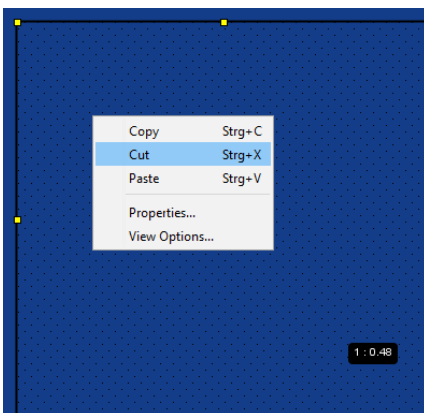 Copy Strg+C
Cut Strg+X
Paste Strg+V
Properties...
View Options...
1 : 0.48